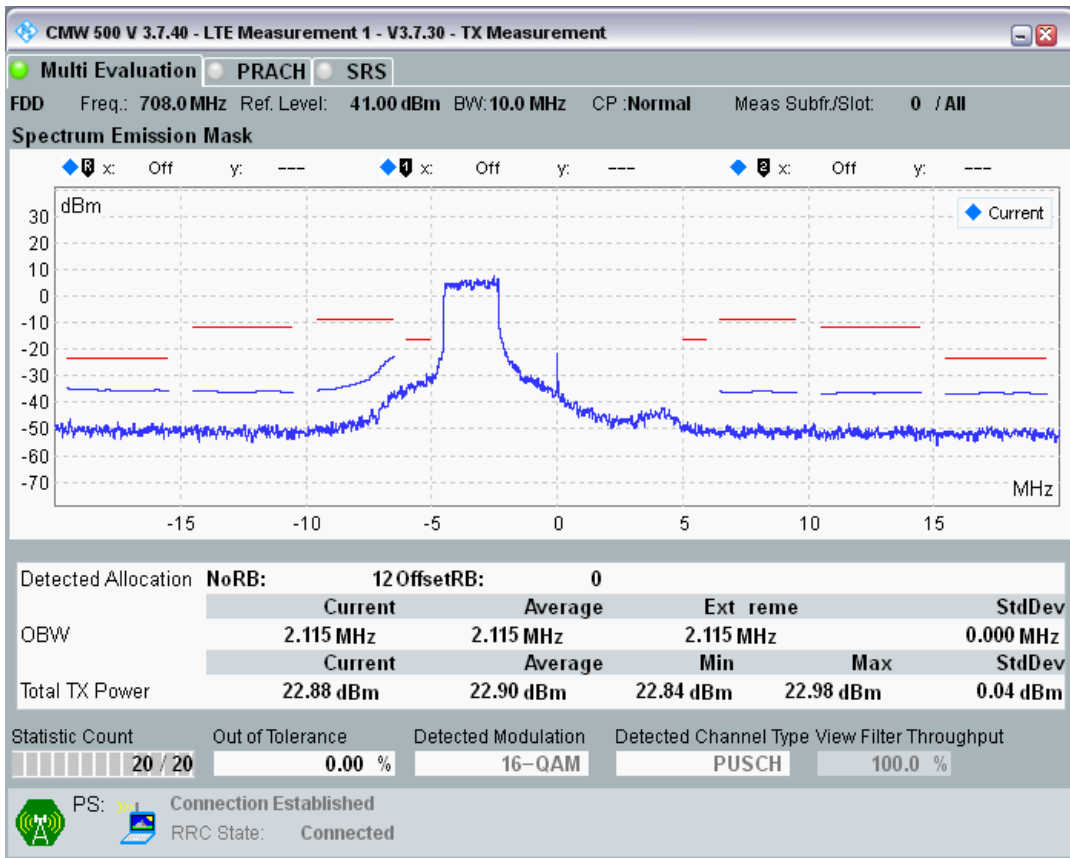 CMW 500 V 3.7.40 - LTE Measurement 1 - V3.7.30 - TX Measurement
Multi Evaluation PRACH SRS
FDD Freq.: 708.0 MHz Ref. Level: 41.00 dBm BW: 10.0 MHz CP :Normal Meas Subfr./Slot: 0 / All
Spectrum Emission Mask
R x: Off y: --- 1 x: Off y: --- 2 x: Off y: ---
dBm
Current
30
20
10
0
-10
-20
-30
-40
-50
-60
-70
MHz
-15 -10 -5 0 5 10 15
Detected Allocation NoRB: 12 OffsetRB: 0
Current Average Ext reme StdDev
OBW 2.115 MHz 2.115 MHz 2.115 MHz 0.000 MHz
Current Average Min Max StdDev
Total TX Power 22.88 dBm 22.90 dBm 22.84 dBm 22.98 dBm 0.04 dBm
Statistic Count Out of Tolerance Detected Modulation Detected Channel Type View Filter Throughput
20 / 20 0.00 % 16-QAM PUSCH 100.0 %
PS: Connection Established
RRC State: Connected